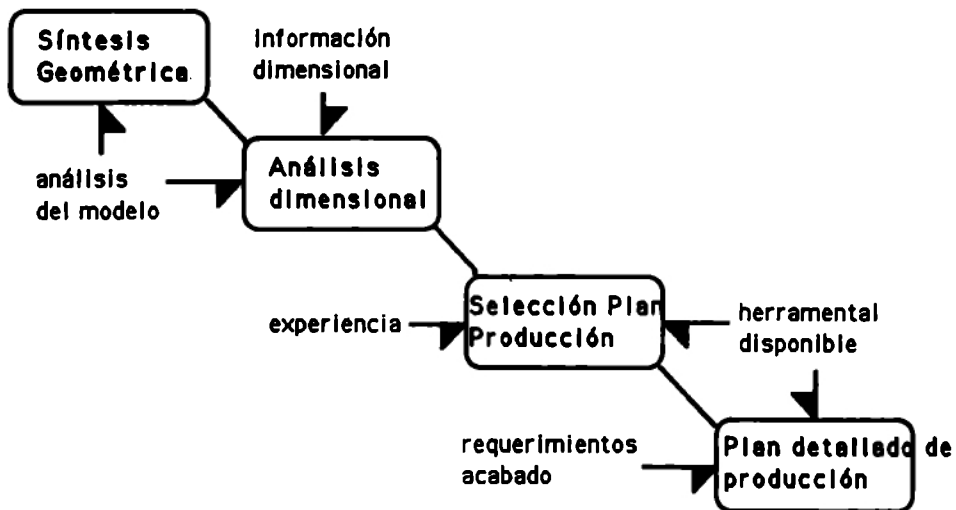 Síntesis
Geométrica
información
dimensional
análisis
del modelo
Análisis
dimensional
experiencia
Selección Plan
Producción
herramental
disponible
requerimientos
acabado
Plan detallado de
producción